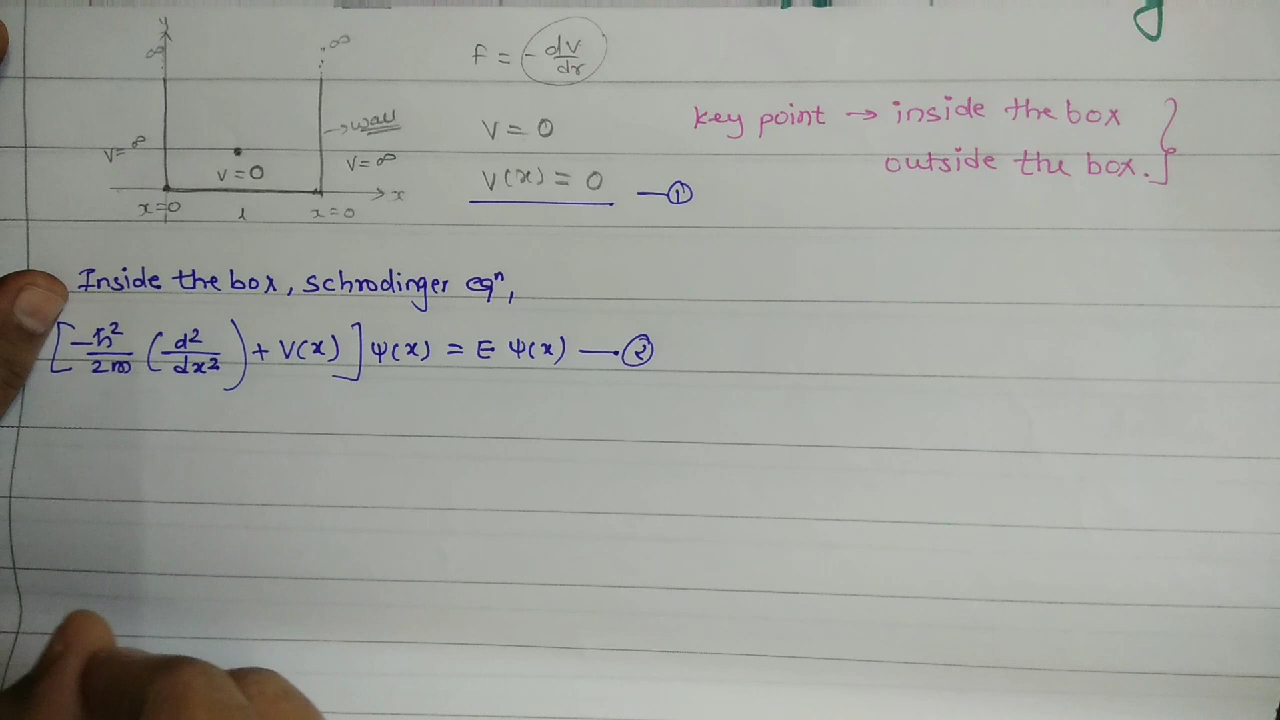 y
∞
∞
f = - dv/dr
→ wall
v=∞
v=0
v=∞
x=0
l
x=0
x
v = 0
v(x) = 0 —①
key point → inside the box
outside the box.
Inside the box, schrodinger eqⁿ,
[-ħ²/2m (d²/dx²) + V(x)] Ψ(x) = E Ψ(x) —②